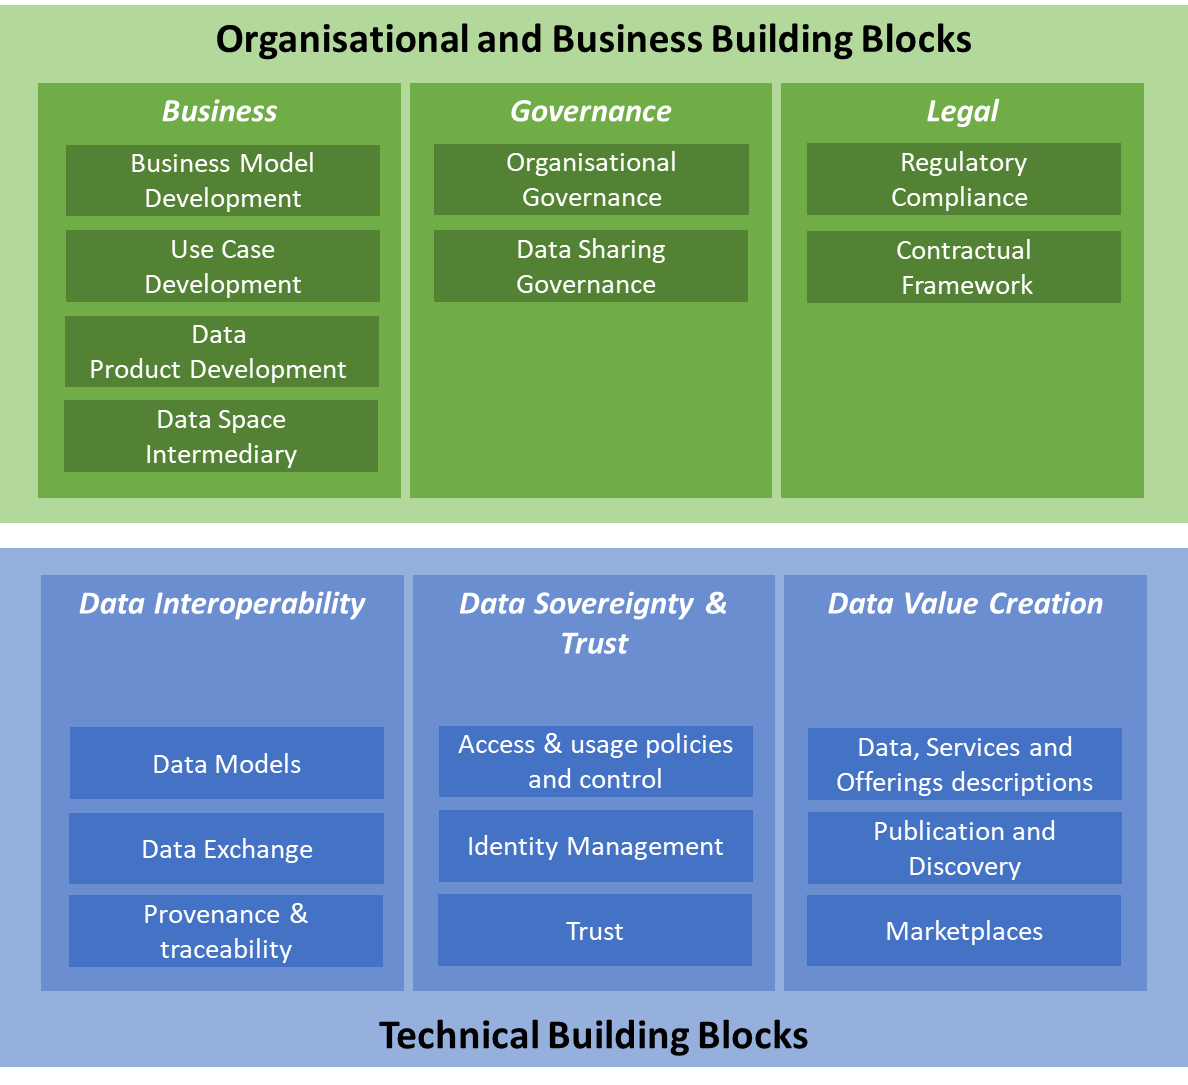 Organisational and Business Building Blocks
Business
Business Model
Development
Use Case
Development
Data
Product Development
Data Space
Intermediary
Governance
Organisational
Governance
Data Sharing
Governance
Legal
Regulatory
Compliance
Contractual
Framework
Data Interoperability
Data Models
Data Exchange
Provenance &
traceability
Data Sovereignty &
Trust
Access & usage policies
and control
Identity Management
Trust
Data Value Creation
Data, Services and
Offerings descriptions
Publication and
Discovery
Marketplaces
Technical Building Blocks